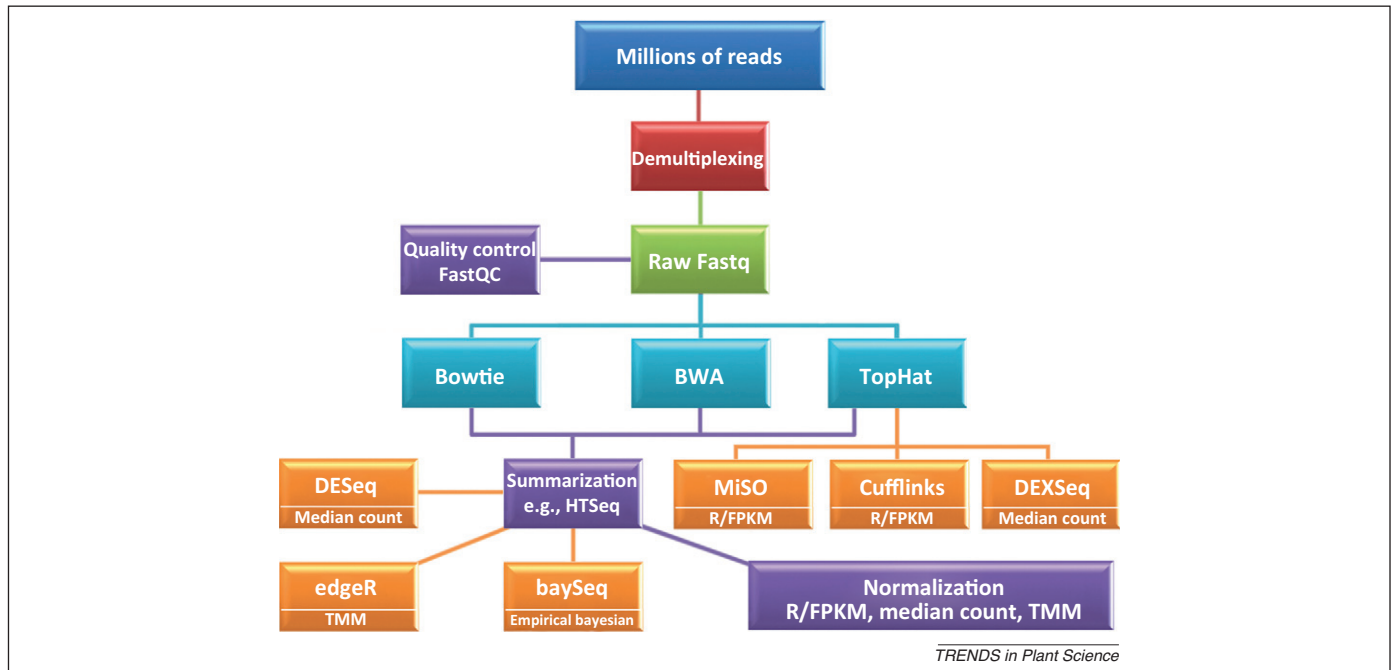 Millions of reads
Demultiplexing
Quality control
FastQC
Raw Fastq
Bowtie
BWA
TopHat
DESeq
Median count
Summarization
e.g., HTSeq
MiSO
R/FPKM
Cufflinks
R/FPKM
DEXSeq
Median count
edgeR
TMM
baySeq
Empirical bayesian
Normalization
R/FPKM, median count, TMM
TRENDS in Plant Science